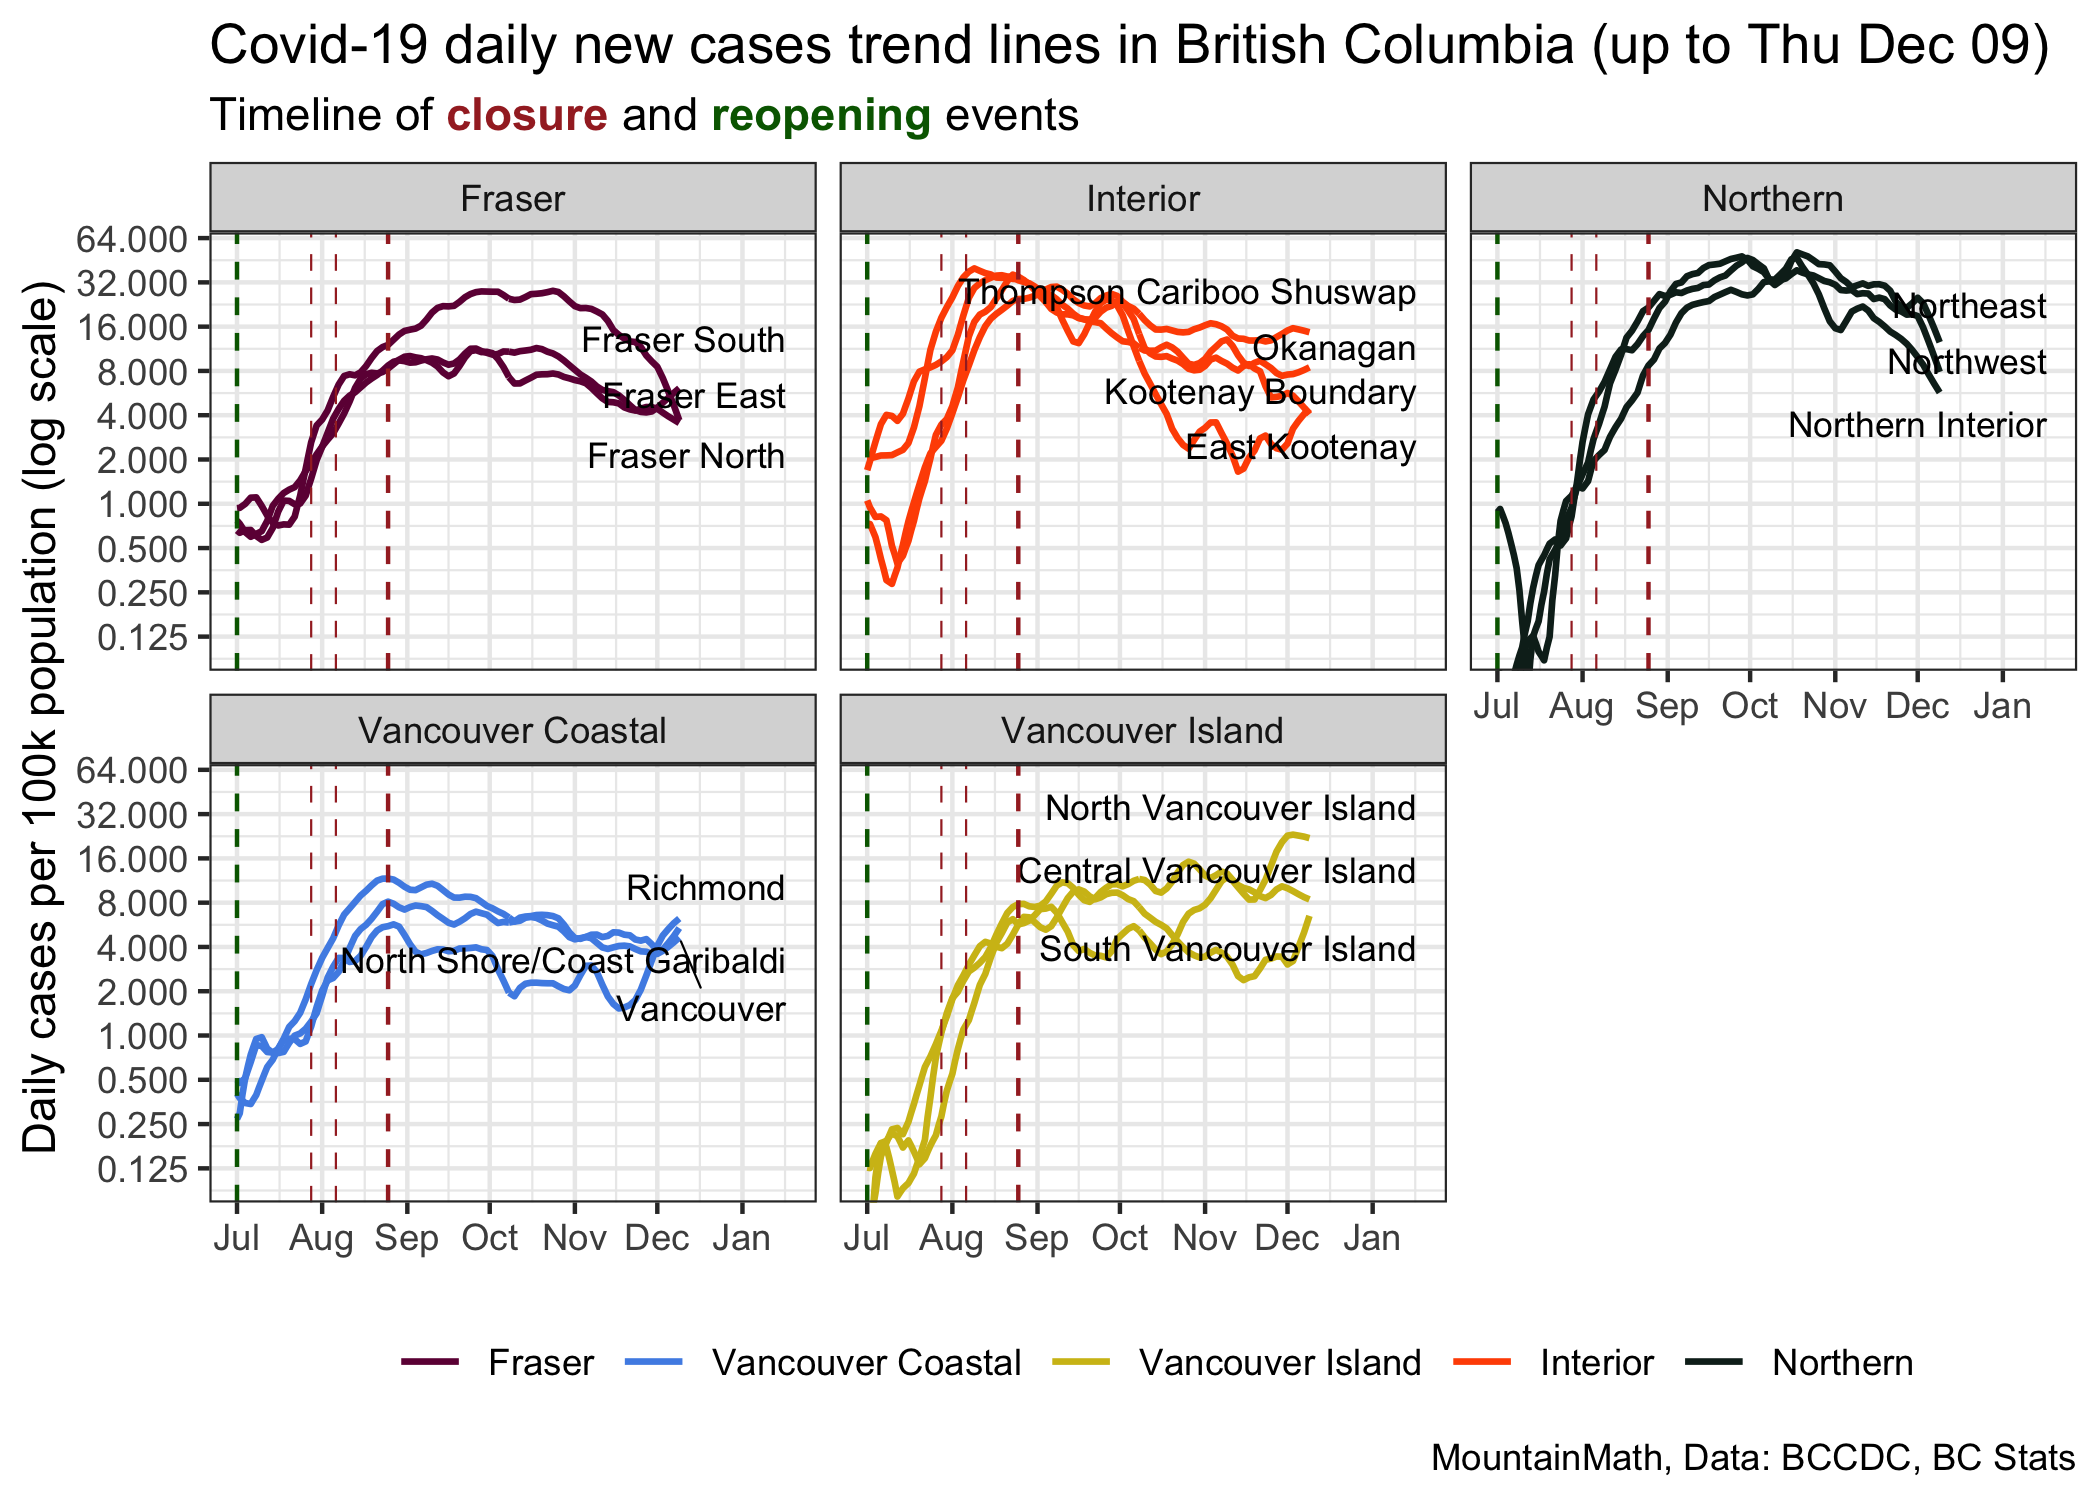 Covid-19 daily new cases trend lines in British Columbia (up to Thu Dec 09)
Timeline of closure and reopening events
Daily cases per 100k population (log scale)
Fraser
Interior
Northern
64.000
32.000
16.000
8.000
4.000
2.000
1.000
0.500
0.250
0.125
Fraser South
Fraser East
Fraser North
Thompson Cariboo Shuswap
Okanagan
Kootenay Boundary
East Kootenay
Northeast
Northwest
Northern Interior
Jul Aug Sep Oct Nov Dec Jan
Vancouver Coastal
Vancouver Island
64.000
32.000
16.000
8.000
4.000
2.000
1.000
0.500
0.250
0.125
Richmond
North Shore/Coast Garibaldi
Vancouver
North Vancouver Island
Central Vancouver Island
South Vancouver Island
Jul Aug Sep Oct Nov Dec Jan
Jul Aug Sep Oct Nov Dec Jan
Fraser Vancouver Coastal Vancouver Island Interior Northern
MountainMath, Data: BCCDC, BC Stats